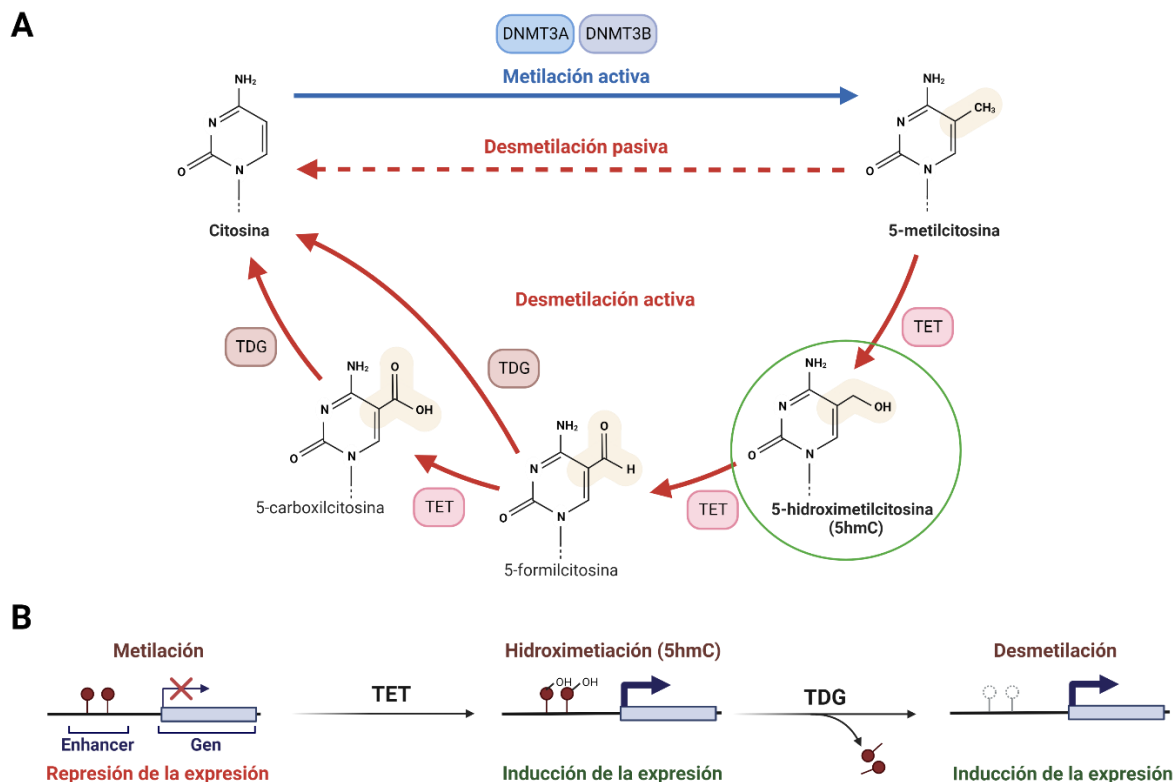 A
DNMT3A
DNMT3B
Metilación activa
NH₂
N
O
N
Citosina
Desmetilación pasiva
NH₂
CH₃
N
O
N
5-metilcitosina
Desmetilación activa
TET
TDG
TDG
NH₂
O
OH
N
O
N
5-carboxilcitosina
TET
NH₂
O
H
N
O
N
5-formilcitosina
TET
NH₂
OH
N
O
N
5-hidroximetilcitosina
(5hmC)
B
Metilación
Enhancer
Gen
Represión de la expresión
TET
Hidroximetiación (5hmC)
OH
OH
Inducción de la expresión
TDG
Desmetilación
Inducción de la expresión